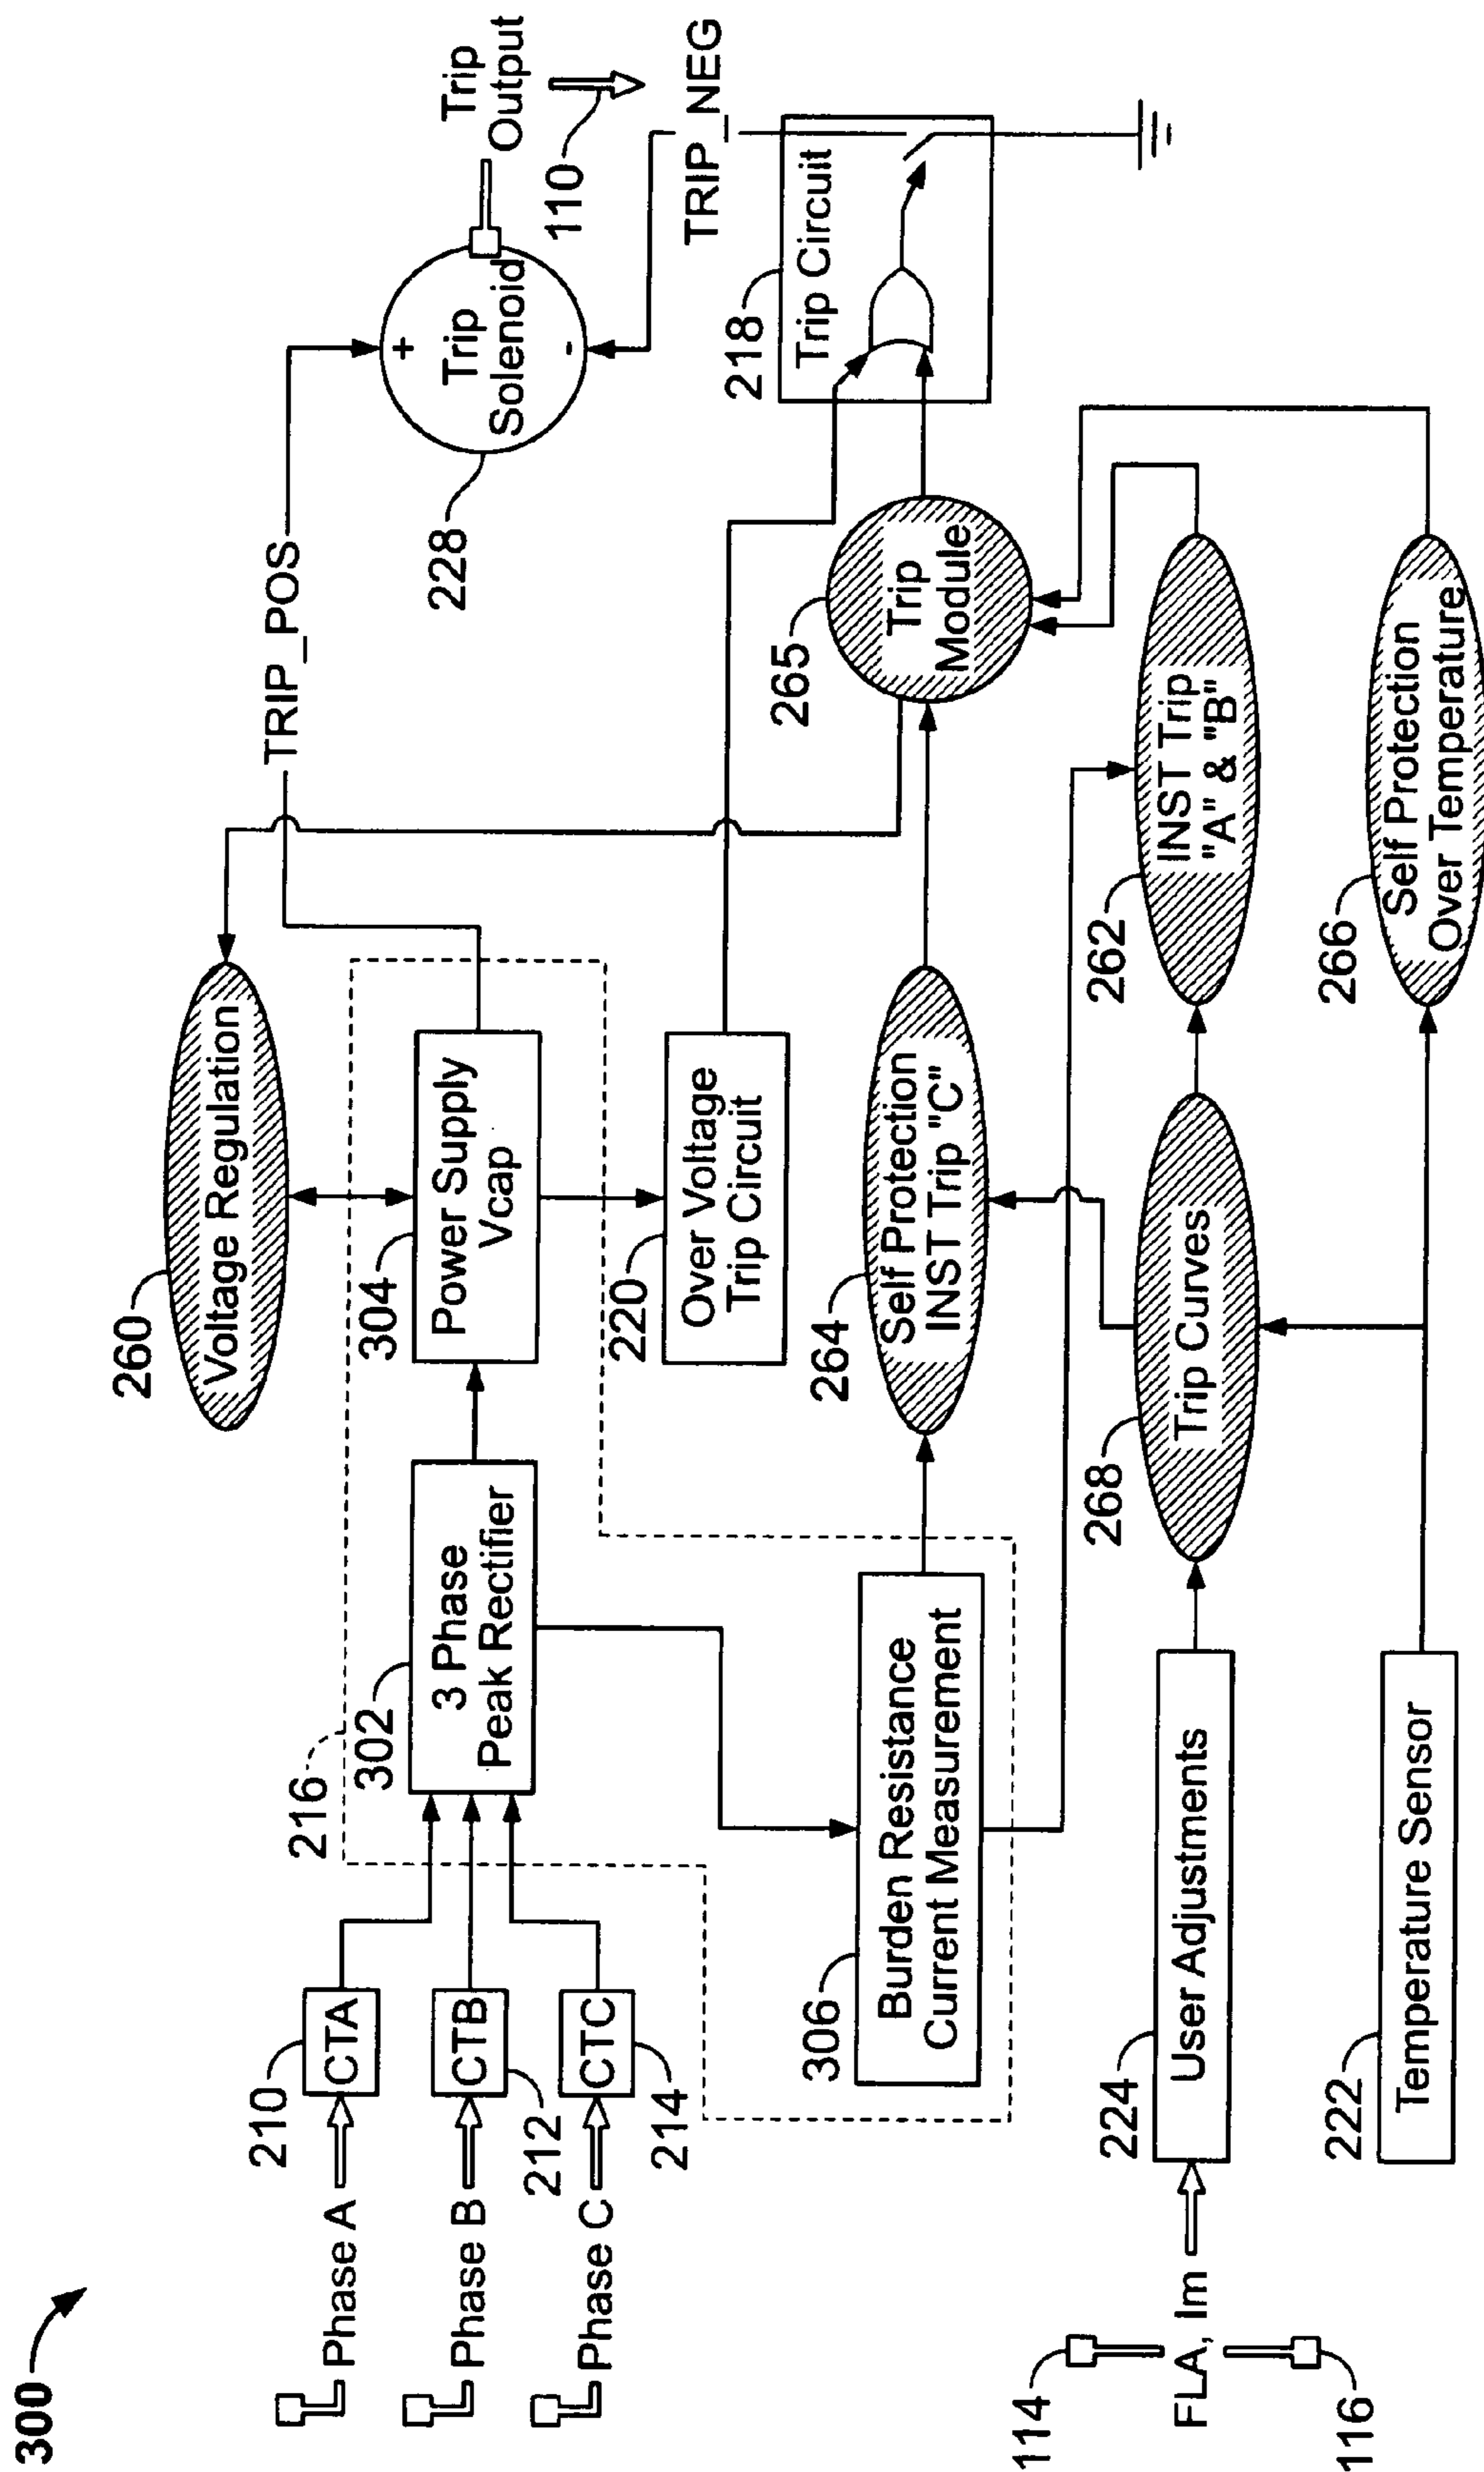 300
Phase A
Phase B
Phase C
210
CTA
CTB
212
CTC
214
216
302
3 Phase
Peak Rectifier
304
Power Supply
Vcap
260
Voltage Regulation
220
Over Voltage
Trip Circuit
TRIP_POS
228
+
Trip
Solenoid
-
Trip
Output
110
TRIP_NEG
218
Trip Circuit
306
Burden Resistance
Current Measurement
264
Self Protection
INST Trip "C"
265
Trip
Module
114
FLA, Im
116
224
User Adjustments
268
Trip Curves
262
INST Trip
"A" & "B"
222
Temperature Sensor
266
Self Protection
Over Temperature